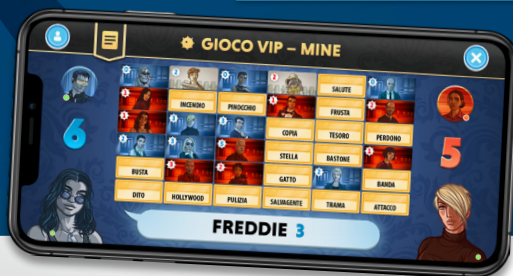 GIOCO VIP – MINE
SALUTE
INCENDIO PINOCCHIO FRUSTA
6 COPIA TESORO PERDONO 5
STELLA BASTONE
BUSTA GATTO BANDA
DITO HOLLYWOOD PULIZIA SALVAGENTE TRAMA ATTACCO
FREDDIE 3